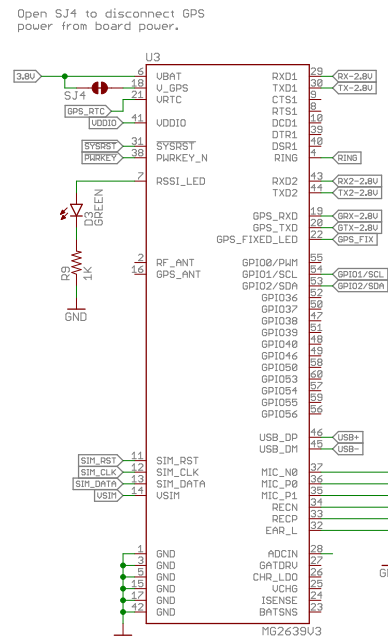 Open SJ4 to disconnect GPS
power from board power.
U3
3.8V 6 VBAT RXD1 29 RX-2.8V
SJ4 18 V_GPS TXD1 30 TX-2.8V
GPS_RTC 21 VRTC CTS1 9
RTS1 8
VDDIO 41 VDDIO DCD1 10
DTR1 39
SYSRST 31 SYSRST DSR1 40
PWRKEY 38 PWRKEY_N RING 4 RING
7 RSSI_LED RXD2 43 RX2-2.8V
TXD2 44 TX2-2.8V
D3
GREEN
GPS_RXD 19 GRX-2.8V
GPS_TXD 20 GTX-2.8V
GPS_FIXED_LED 22 GPS_FIX
R9
1K
2 RF_ANT GPIO0/PWM 55
16 GPS_ANT GPIO1/SCL 54 GPIO1/SCL
GPIO2/SDA 53 GPIO2/SDA
GPIO36 52
GPIO37 50
GND
GPIO38 47
GPIO39 51
GPIO40 48
GPIO46 49
GPIO50 58
GPIO53 60
GPIO54 57
GPIO55 59
GPIO56 56
USB_DP 46 USB+
USB_DM 45 USB-
SIM_RST 11 SIM_RST MIC_N0 37
SIM_CLK 12 SIM_CLK MIC_P0 36
SIM_DATA 13 SIM_DATA MIC_P1 35
VSIM 14 VSIM RECN 34
RECP 33
EAR_L 32
1 GND ADCIN 28
3 GND GATDRV 27
5 GND CHR_LDO 26
15 GND VCHG 25
17 GND ISENSE 24
42 GND BATSNS 23
MG2639V3